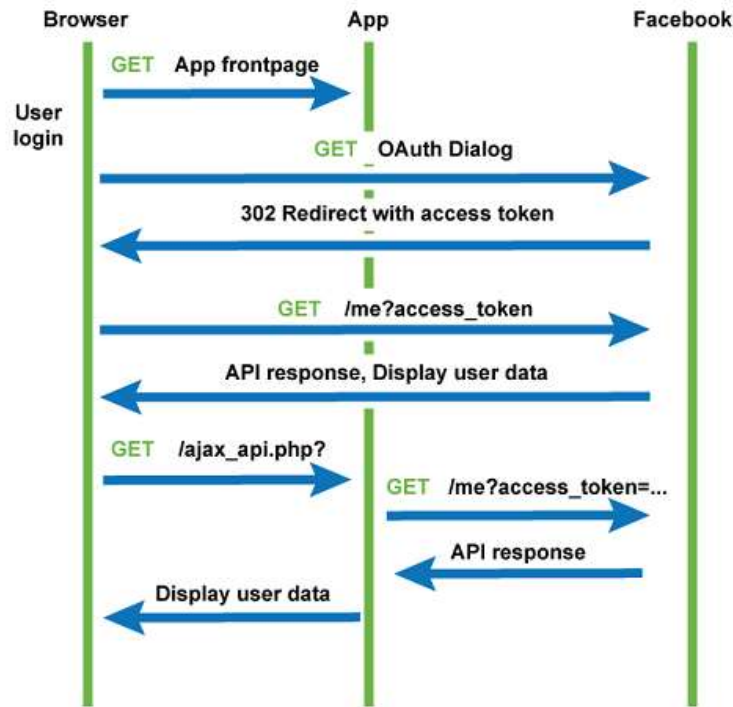 Browser App Facebook
GET App frontpage
User
login
GET OAuth Dialog
302 Redirect with access token
GET /me?access_token
API response, Display user data
GET /ajax_api.php?
GET /me?access_token=...
API response
Display user data